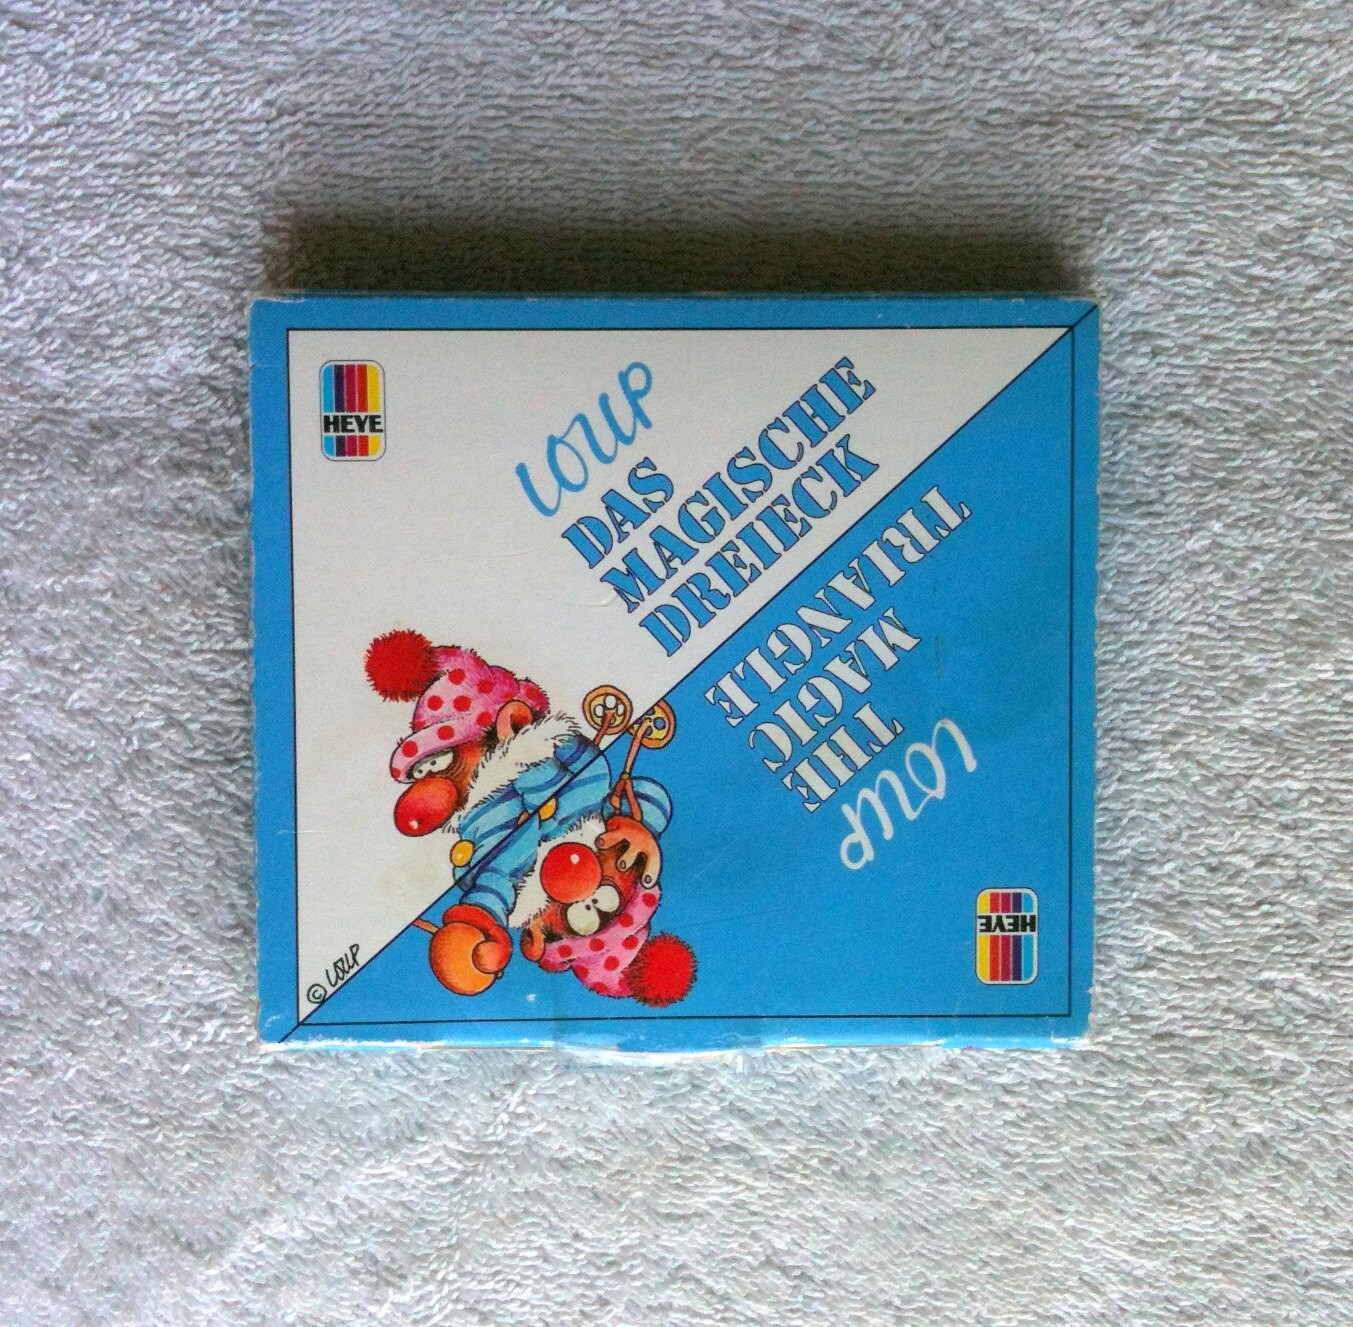 HEYE
LOUP
DAS
MAGISCHE
DREIECK
© LOUP
LOUP
THE
MAGIC
TRIANGLE
HEYE